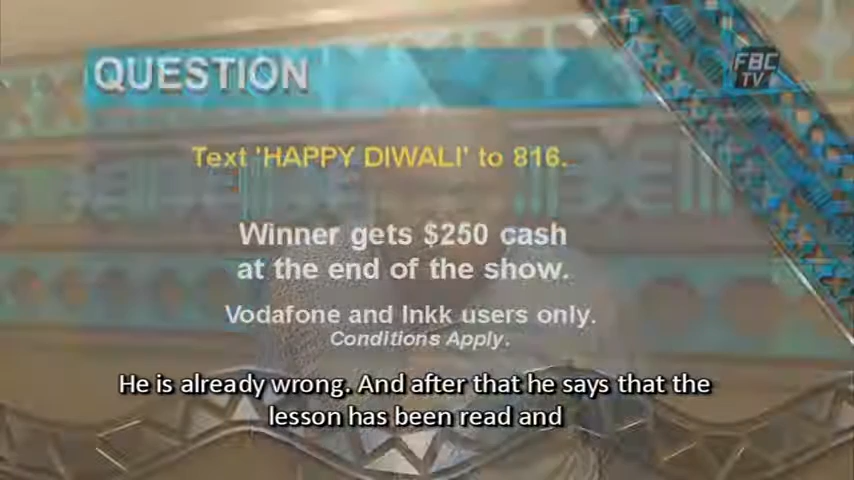 QUESTION
FBC
TV
Text 'HAPPY DIWALI' to 816.
Winner gets $250 cash
at the end of the show.
Vodafone and Inkk users only.
Conditions Apply.
He is already wrong. And after that he says that the
lesson has been read and